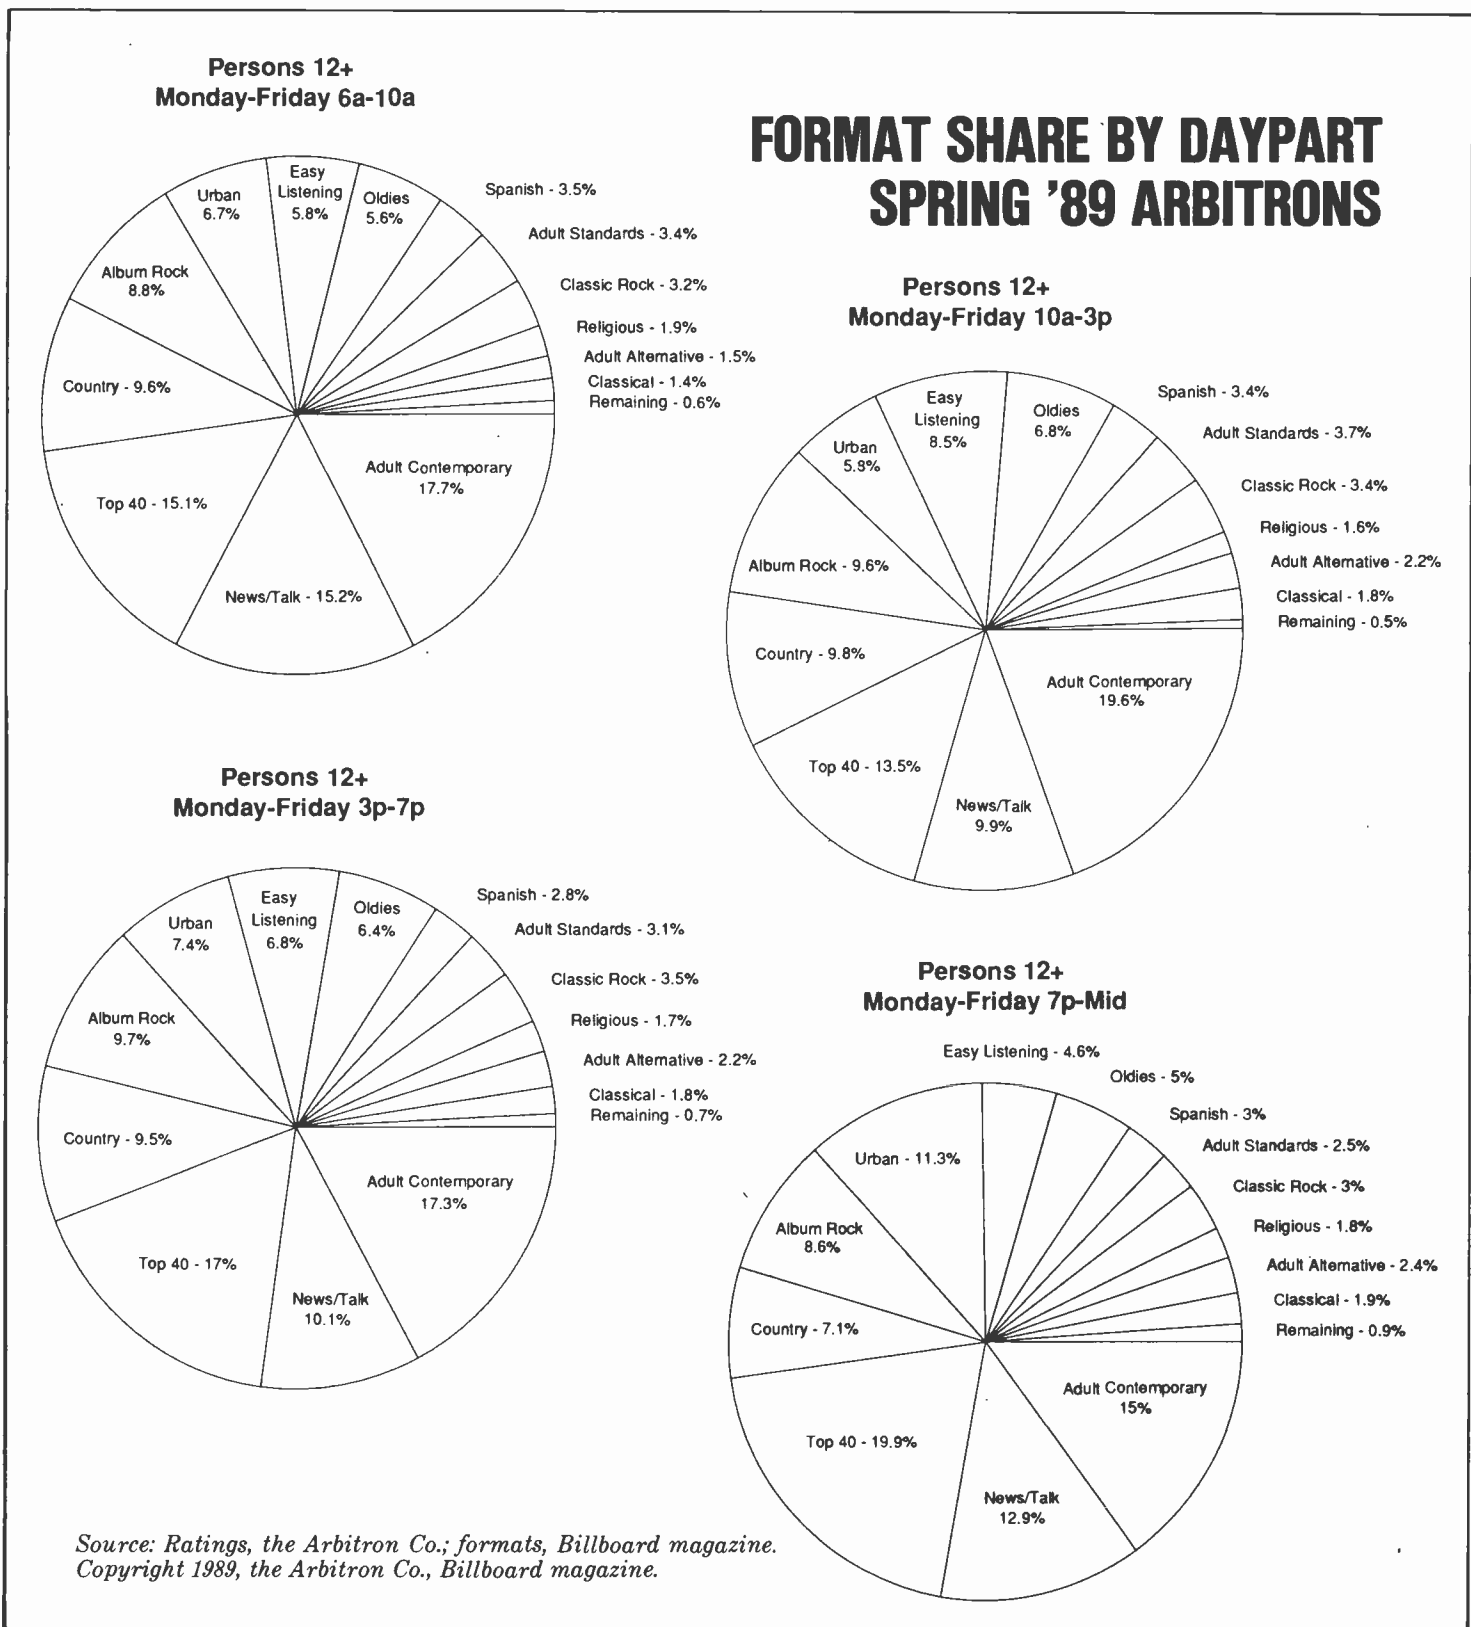 Persons 12+
Monday-Friday 6a-10a
FORMAT SHARE BY DAYPART
SPRING '89 ARBITRONS
Easy
Listening
5.8%
Urban
6.7%
Oldies
5.6%
Spanish - 3.5%
Adult Standards - 3.4%
Classic Rock - 3.2%
Religious - 1.9%
Adult Alternative - 1.5%
Classical - 1.4%
Remaining - 0.6%
Album Rock
8.8%
Country - 9.6%
Top 40 - 15.1%
News/Talk - 15.2%
Adult Contemporary
17.7%
Persons 12+
Monday-Friday 10a-3p
Easy
Listening
8.5%
Oldies
6.8%
Urban
5.8%
Spanish - 3.4%
Adult Standards - 3.7%
Classic Rock - 3.4%
Religious - 1.6%
Adult Alternative - 2.2%
Classical - 1.8%
Remaining - 0.5%
Album Rock - 9.6%
Country - 9.8%
Top 40 - 13.5%
News/Talk
9.9%
Adult Contemporary
19.6%
Persons 12+
Monday-Friday 3p-7p
Easy
Listening
6.8%
Urban
7.4%
Oldies
6.4%
Spanish - 2.8%
Adult Standards - 3.1%
Classic Rock - 3.5%
Religious - 1.7%
Adult Alternative - 2.2%
Classical - 1.8%
Remaining - 0.7%
Album Rock
9.7%
Country - 9.5%
Top 40 - 17%
News/Talk
10.1%
Adult Contemporary
17.3%
Persons 12+
Monday-Friday 7p-Mid
Easy Listening - 4.6%
Oldies - 5%
Spanish - 3%
Adult Standards - 2.5%
Classic Rock - 3%
Religious - 1.8%
Adult Alternative - 2.4%
Classical - 1.9%
Remaining - 0.9%
Urban - 11.3%
Album Rock
8.6%
Country - 7.1%
Top 40 - 19.9%
News/Talk
12.9%
Adult Contemporary
15%
Source: Ratings, the Arbitron Co.; formats, Billboard magazine.
Copyright 1989, the Arbitron Co., Billboard magazine.